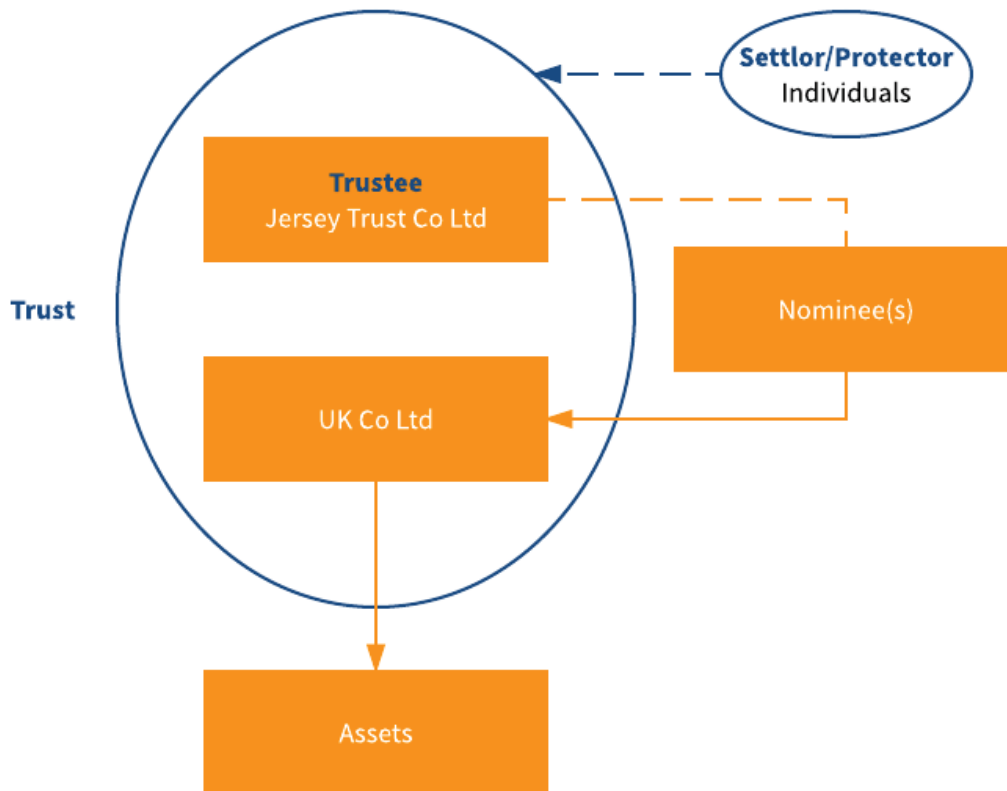 Settlor/Protector
Individuals
Trustee
Jersey Trust Co Ltd
Trust
Nominee(s)
UK Co Ltd
Assets